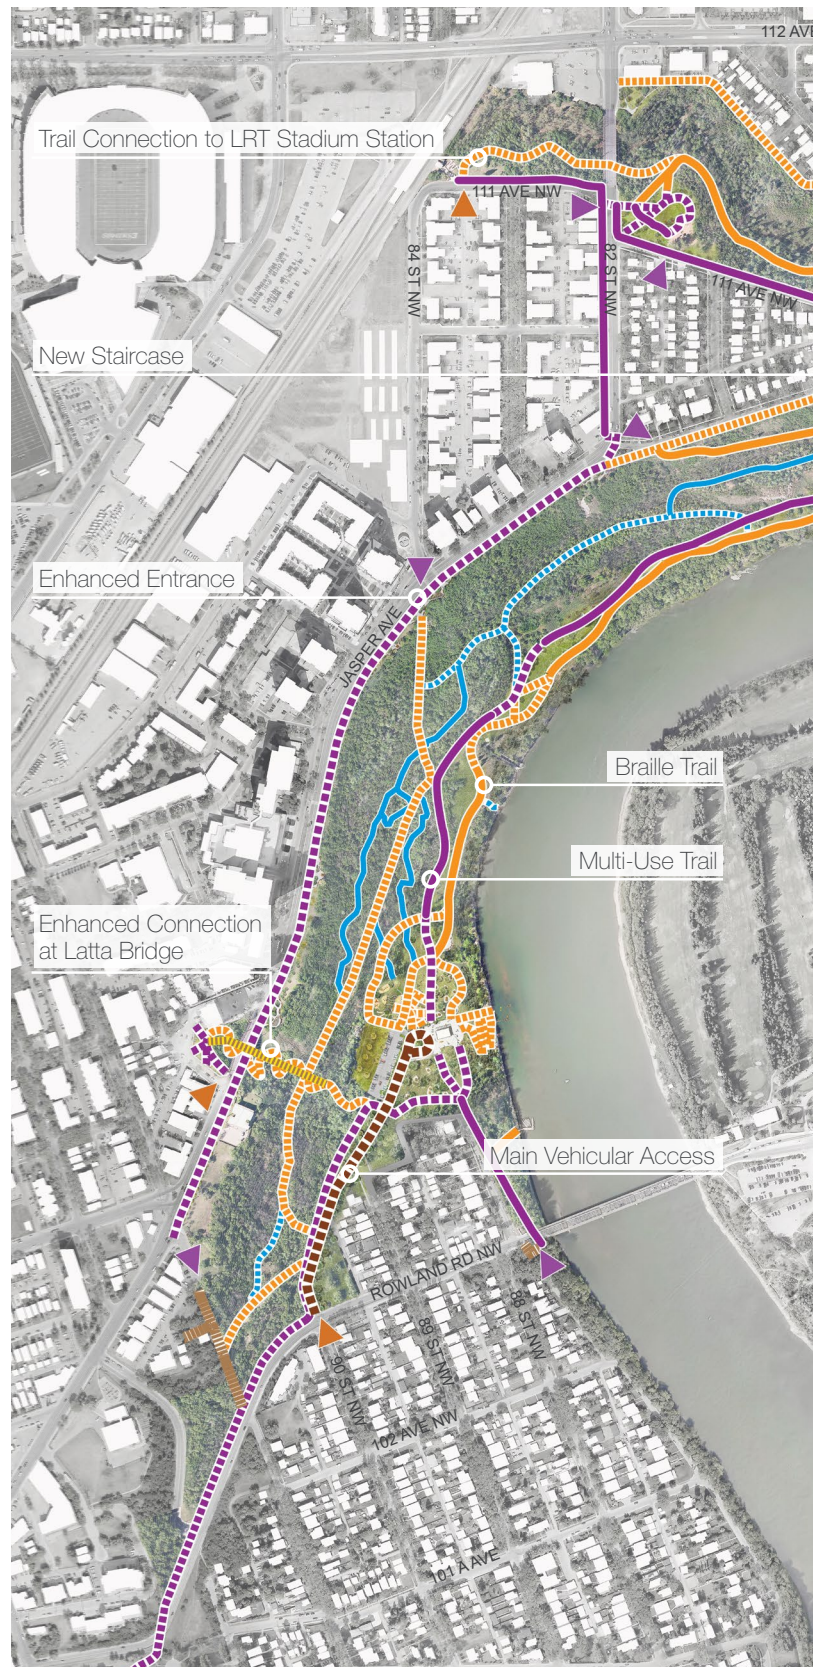 112 AVE
Trail Connection to LRT Stadium Station
111 AVE NW
84 ST NW
82 ST NW
111 AVE NW
New Staircase
Enhanced Entrance
JASPER AVE
Braille Trail
Multi-Use Trail
Enhanced Connection
at Latta Bridge
Main Vehicular Access
ROWLAND RD NW
88 ST NW
89 ST NW
90 ST NW
102 AVE NW
101 A AVE